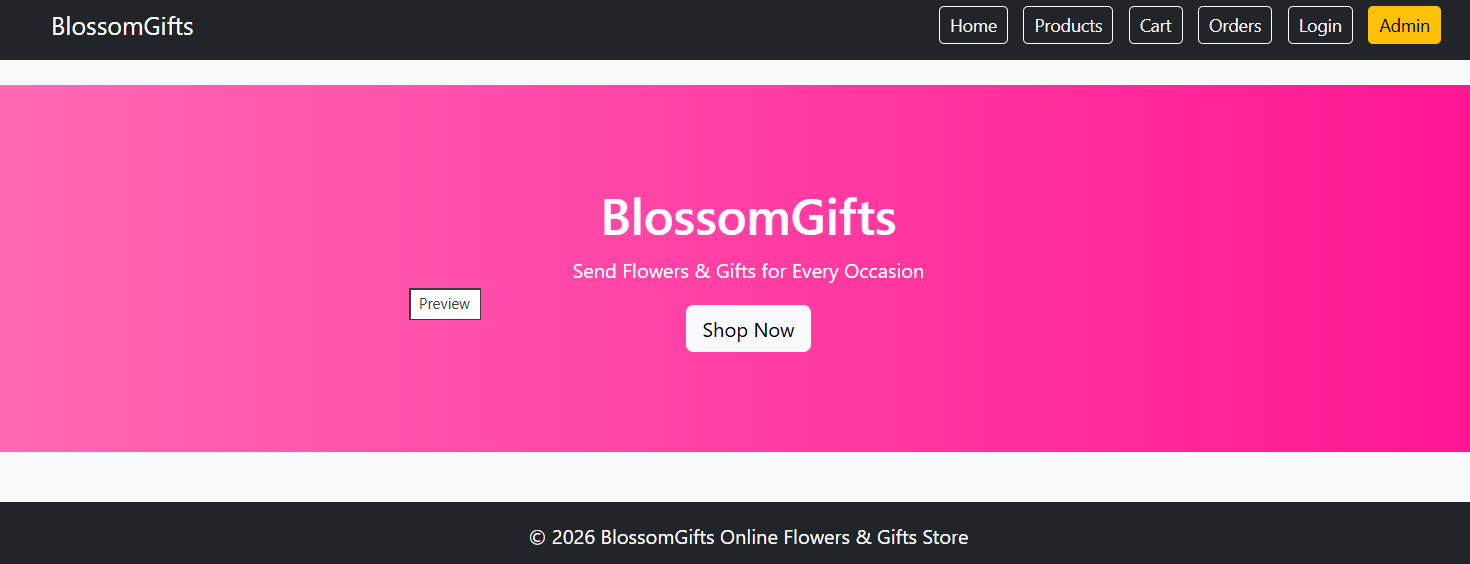 BlossomGifts Home Products Cart Orders Login Admin
BlossomGifts
Send Flowers & Gifts for Every Occasion
Preview
Shop Now
© 2026 BlossomGifts Online Flowers & Gifts Store